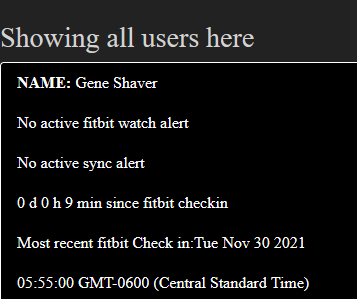 Showing all users here
NAME: Gene Shaver
No active fitbit watch alert
No active sync alert
0 d 0 h 9 min since fitbit checkin
Most recent fitbit Check in:Tue Nov 30 2021
05:55:00 GMT-0600 (Central Standard Time)